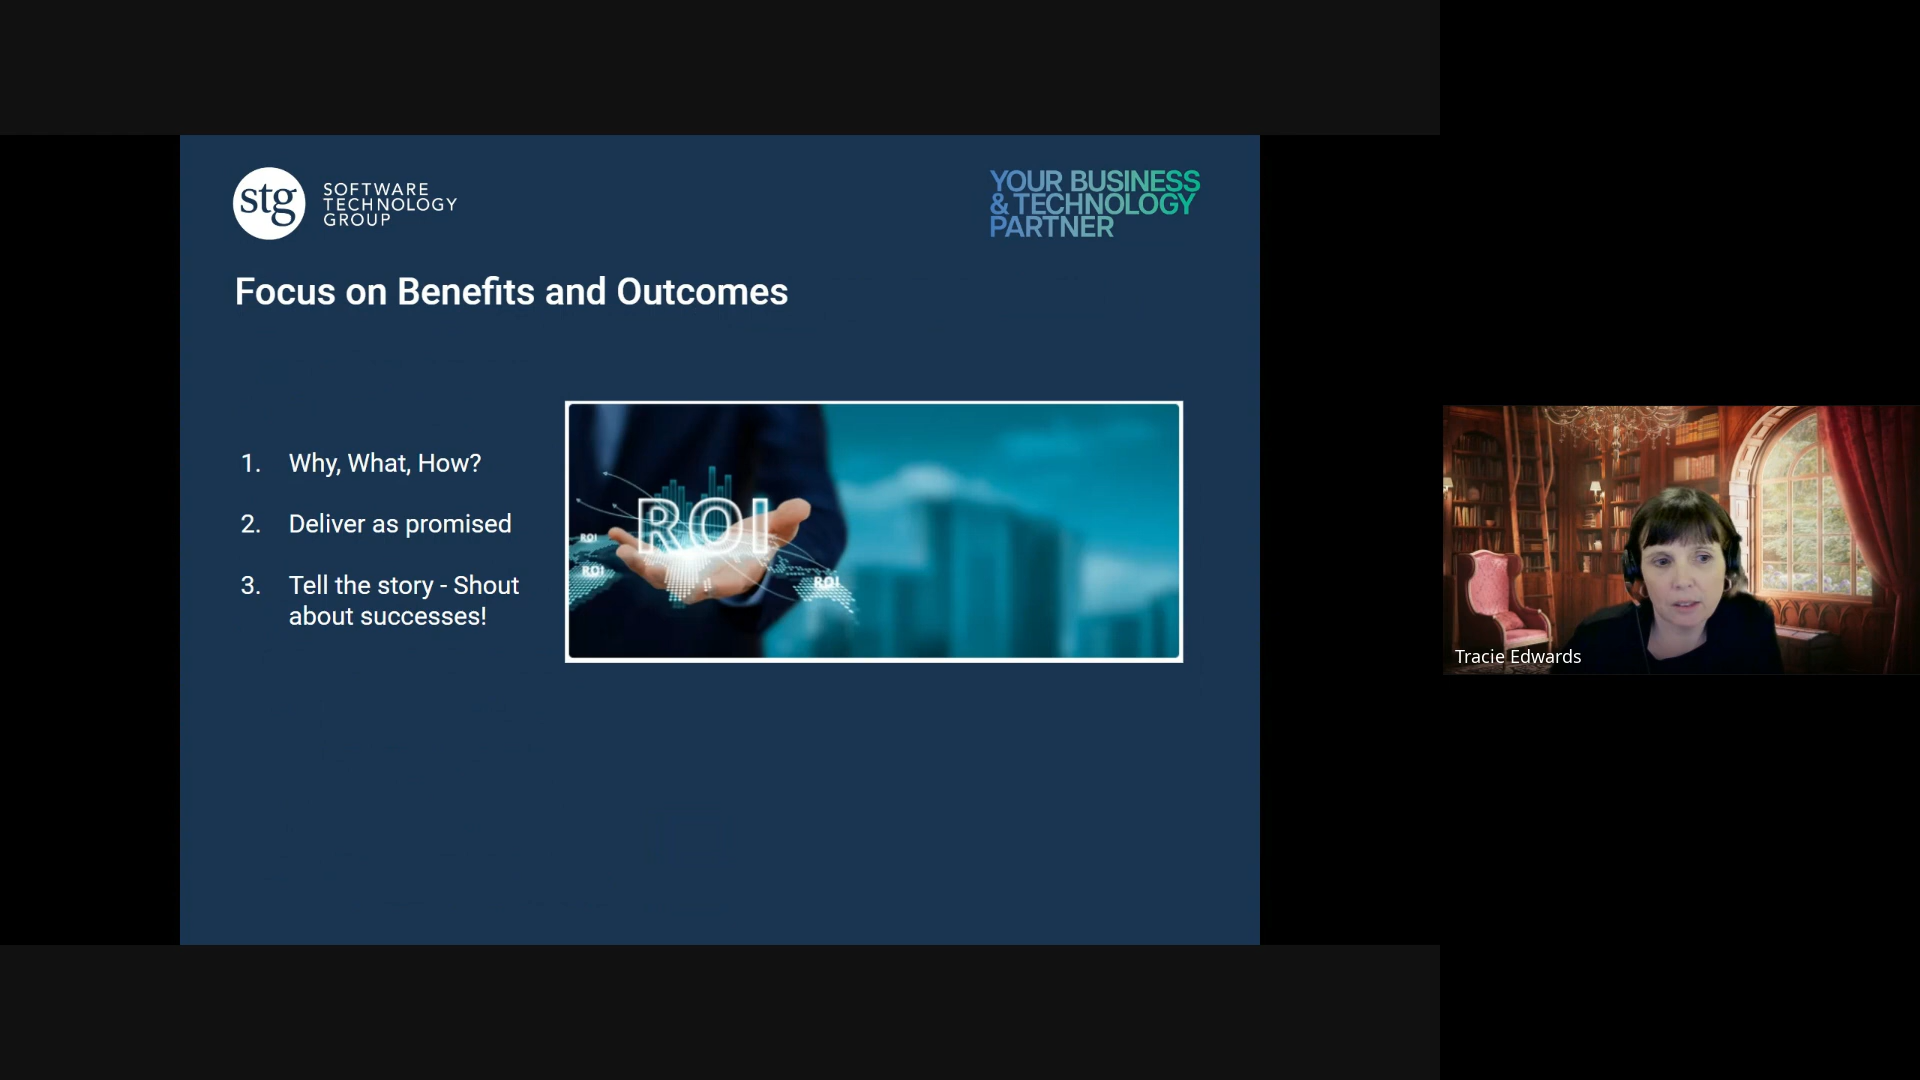 stg
SOFTWARE
TECHNOLOGY
GROUP
YOUR BUSINESS
& TECHNOLOGY
PARTNER
Focus on Benefits and Outcomes
1. Why, What, How?
2. Deliver as promised
3. Tell the story - Shout
about successes!
ROI
ROI
ROI
ROI
Tracie Edwards